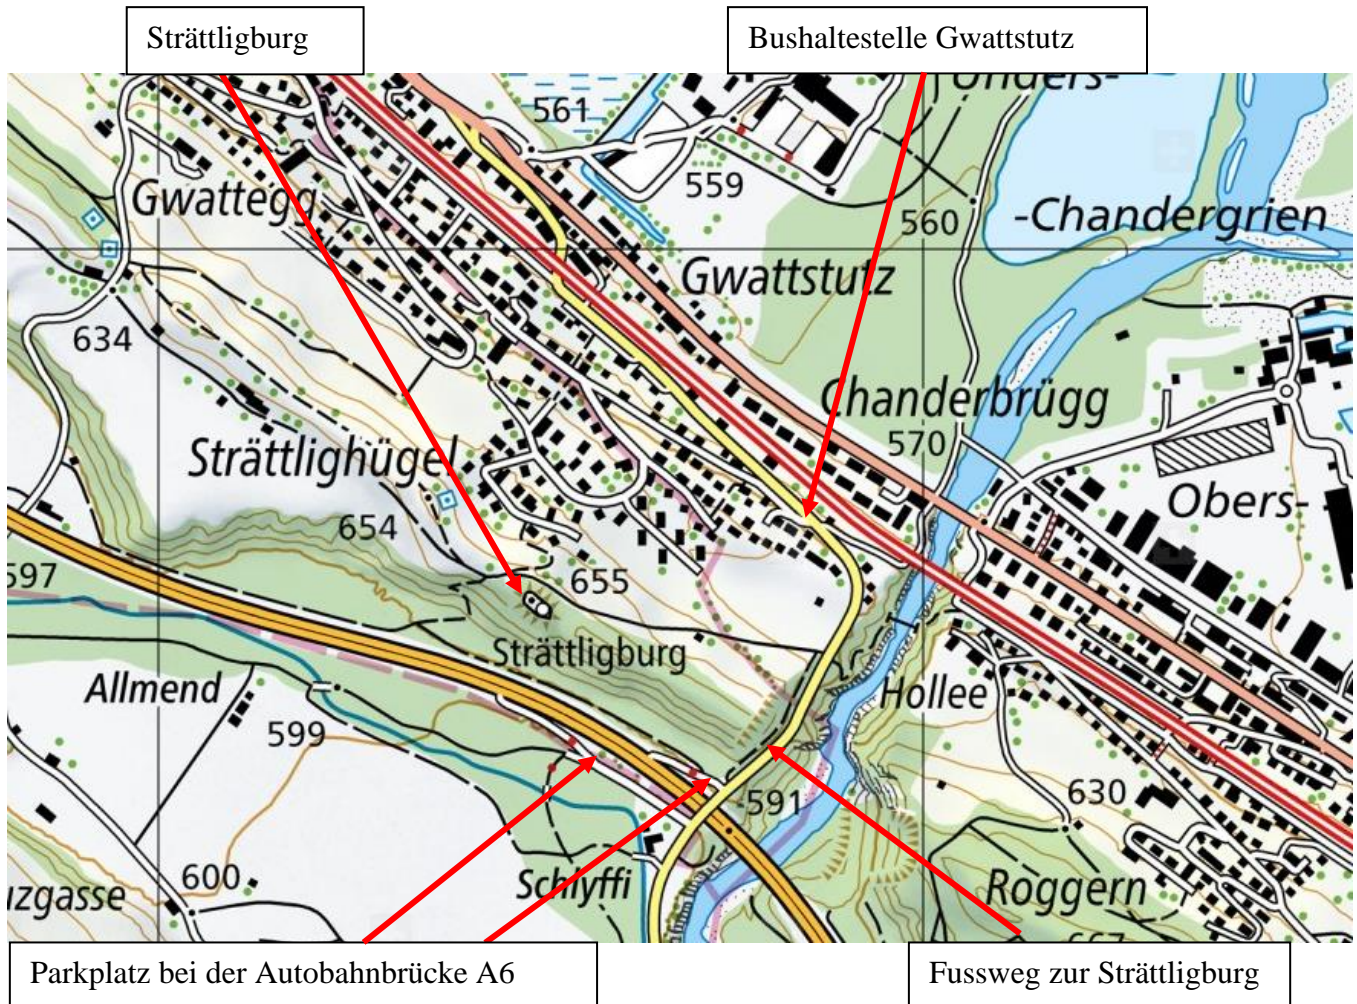 Strättligburg
Bushaltestelle Gwattstutz
561
559
560
Gwattegg
-Chandergrien
Gwattstutz
634
Chanderbrügg
570
Strättlighügel
Obers-
654
655
597
Strättligburg
Allmend
Hollee
599
591
630
600
Schlyffi
Roggern
Parkplatz bei der Autobahnbrücke A6
Fussweg zur Strättligburg